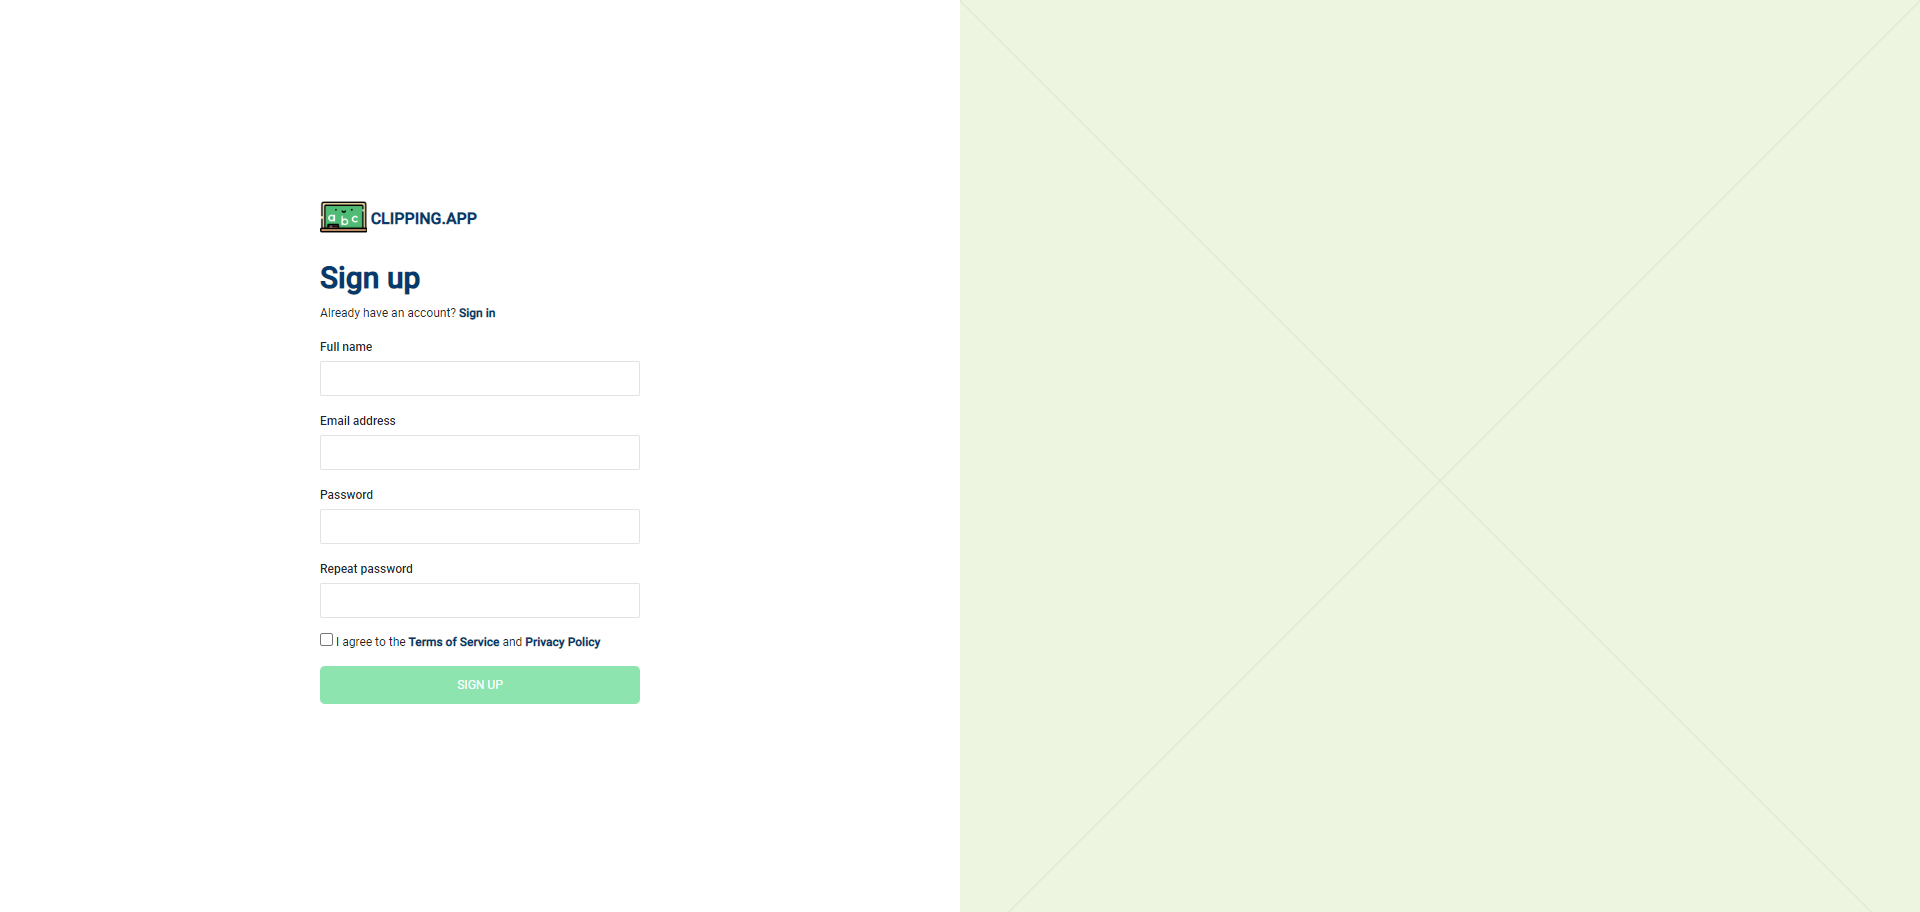 a b c
CLIPPING.APP
Sign up
Already have an account? Sign in
Full name
Email address
Password
Repeat password
I agree to the Terms of Service and Privacy Policy
SIGN UP